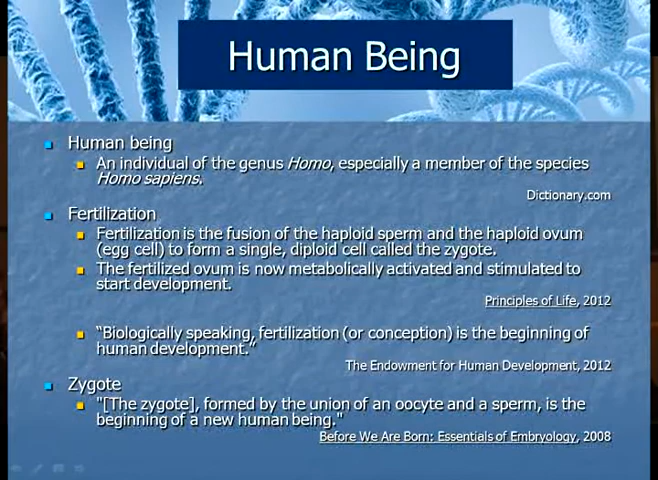 Human Being
Human being
An individual of the genus Homo, especially a member of the species
Homo sapiens.
Dictionary.com
Fertilization
Fertilization is the fusion of the haploid sperm and the haploid ovum
(egg cell) to form a single, diploid cell called the zygote.
The fertilized ovum is now metabolically activated and stimulated to
start development.
Principles of Life, 2012
“Biologically speaking, fertilization (or conception) is the beginning of
human development.”
The Endowment for Human Development, 2012
Zygote
"[The zygote], formed by the union of an oocyte and a sperm, is the
beginning of a new human being."
Before We Are Born: Essentials of Embryology, 2008